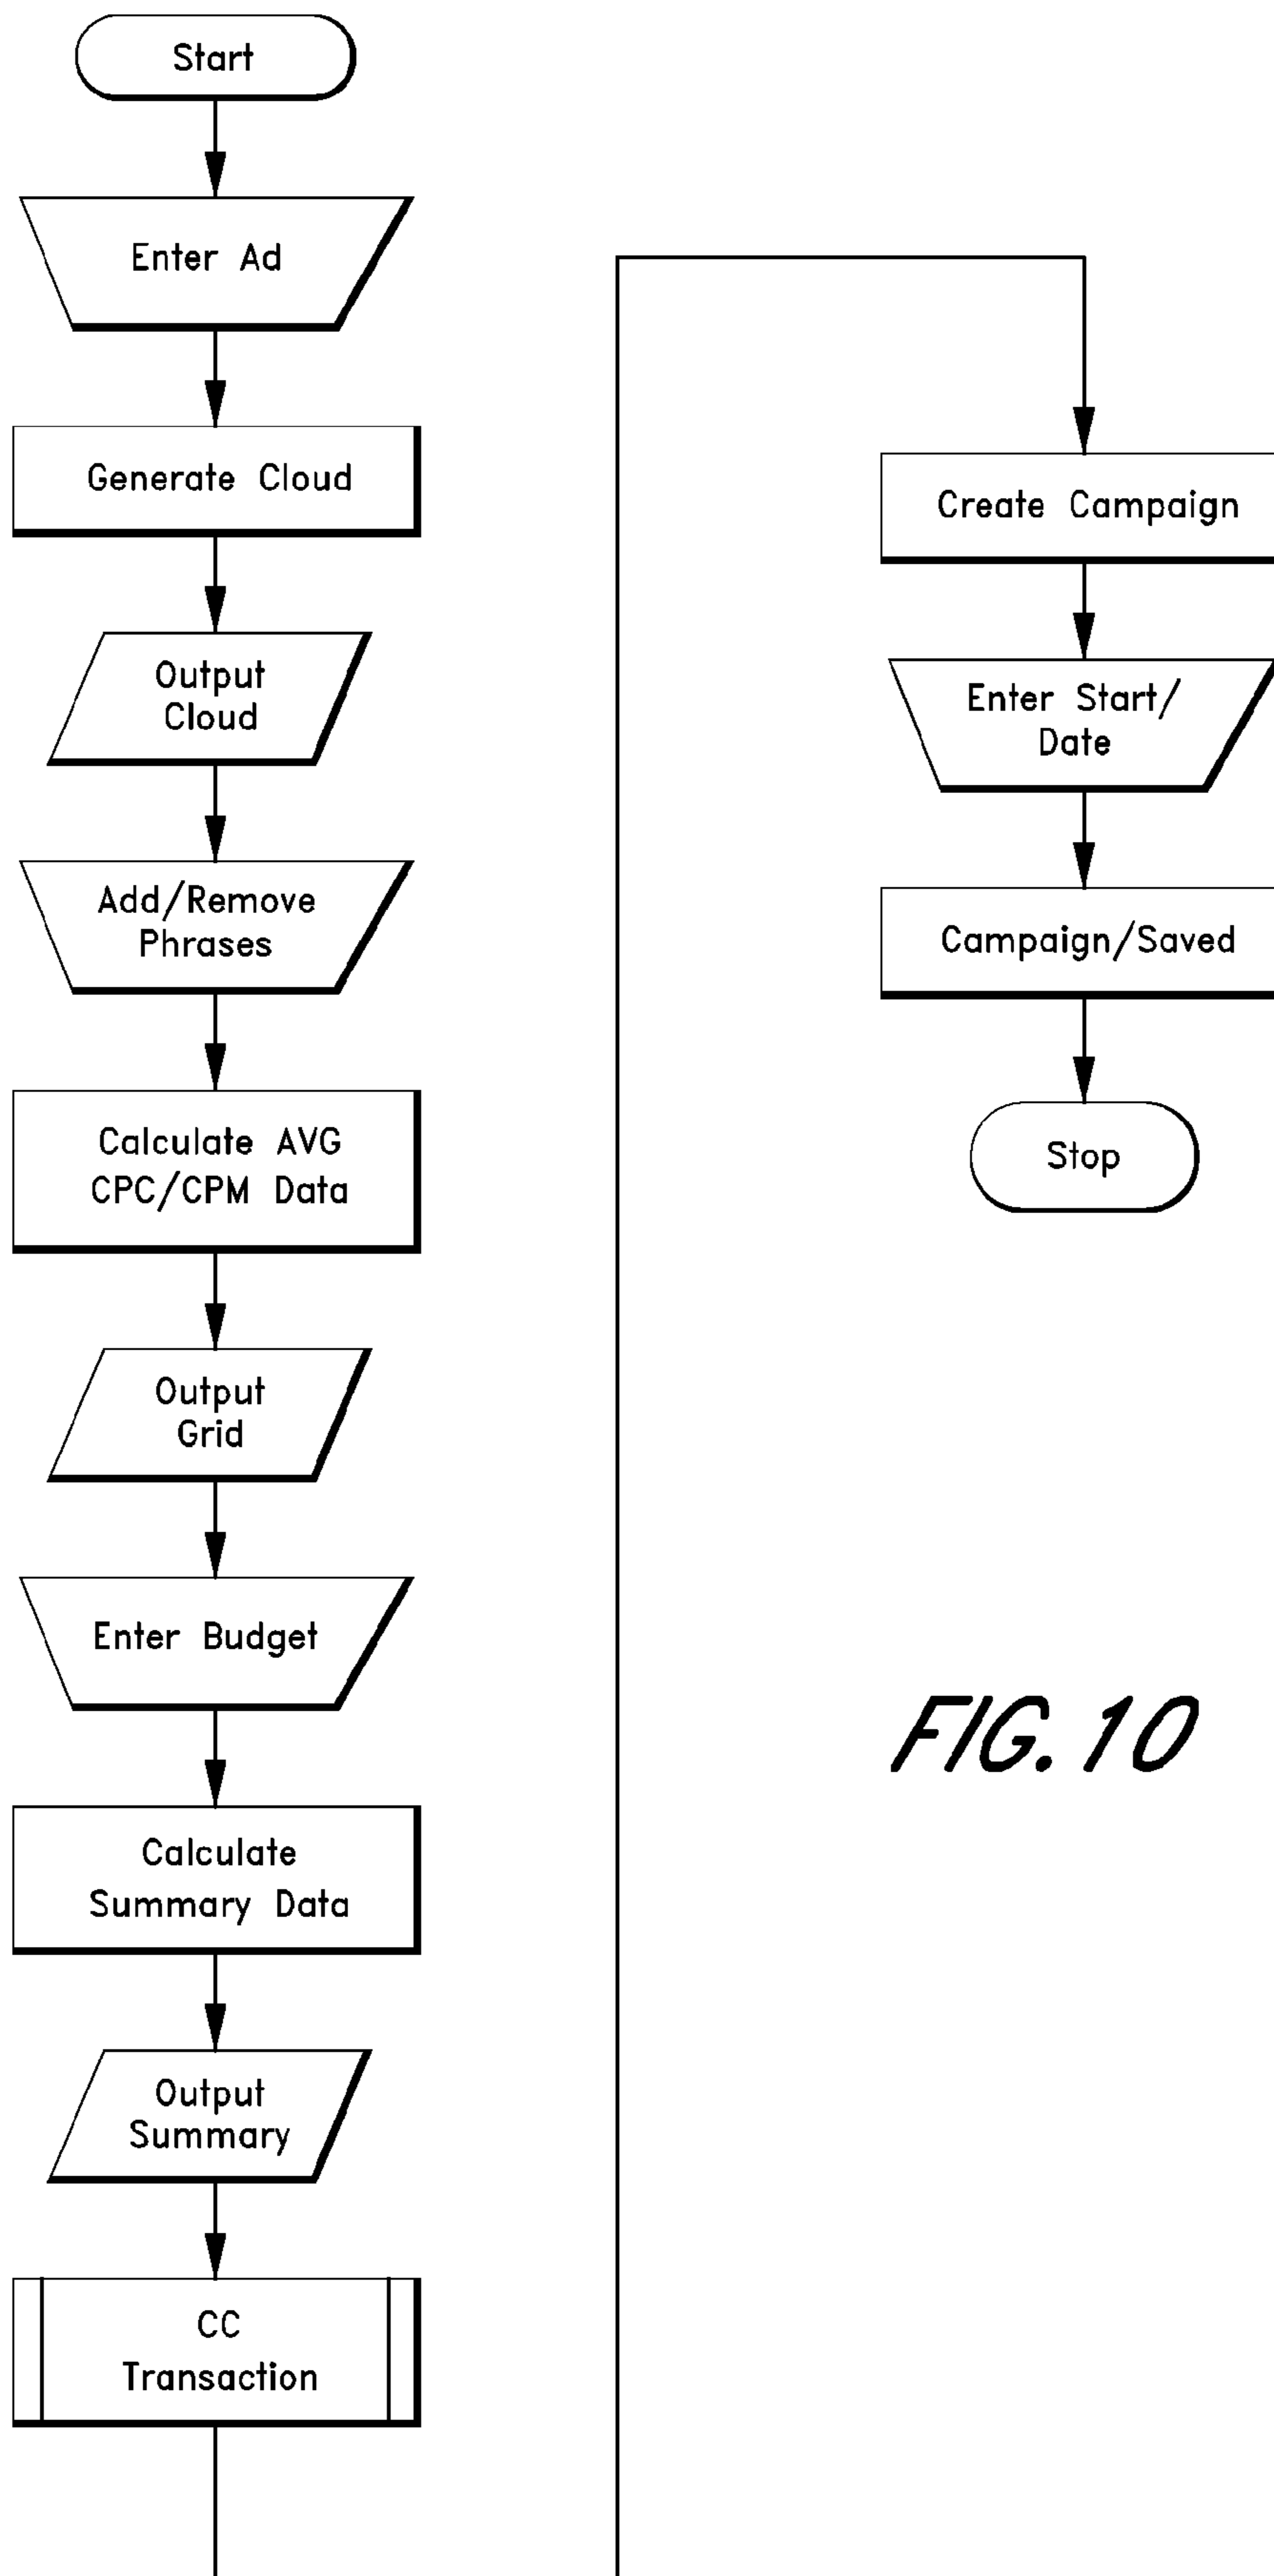 Start
Enter Ad
Generate Cloud
Output
Cloud
Add/Remove
Phrases
Calculate AVG
CPC/CPM Data
Output
Grid
Enter Budget
Calculate
Summary Data
Output
Summary
CC
Transaction
Create Campaign
Enter Start/
Date
Campaign/Saved
Stop
FIG. 10